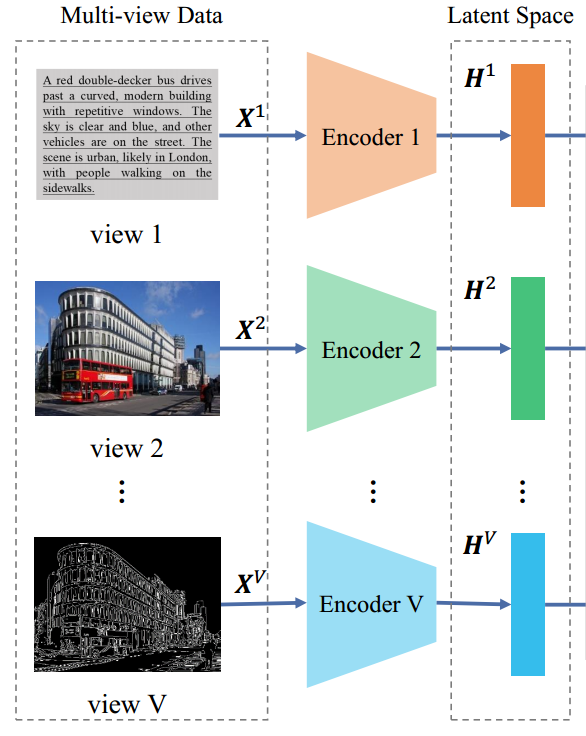 Multi-view Data
Latent Space
A red double-decker bus drives
past a curved, modern building
with repetitive windows. The
sky is clear and blue, and other
vehicles are on the street. The
scene is urban, likely in London,
with people walking on the
sidewalks.
X¹
Encoder 1
H¹
view 1
X²
Encoder 2
H²
view 2
⋮
⋮
⋮
Xⱽ
Encoder V
Hⱽ
view V